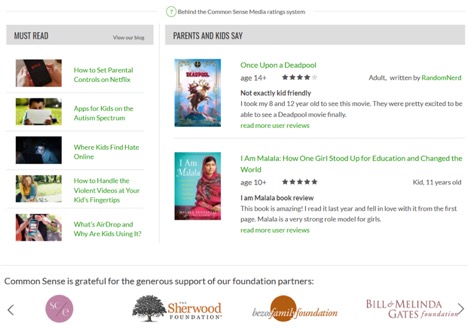 ? Behind the Common Sense Media ratings system
MUST READ
View our blog
How to Set Parental
Controls on Netflix
Apps for Kids on the
Autism Spectrum
Where Kids Find Hate
Online
How to Handle the
Violent Videos at Your
Kid's Fingertips
What's AirDrop and
Why Are Kids Using It?
PARENTS AND KIDS SAY
DEADPOOL
Once Upon a Deadpool
age 14+
Adult, written by RandomNerd
Not exactly kid friendly
I took my 8 and 12 year old to see this movie. They were pretty excited to be
able to see a Deadpool movie finally.
read more user reviews
I Am
Malala
I Am Malala: How One Girl Stood Up for Education and Changed the
World
age 10+
Kid, 11 years old
I am Malala book review
This book is amazing! I read it last year and fell in love with it from the first
page. Malala is a very strong role model for girls.
read more user reviews
Common Sense is grateful for the generous support of our foundation partners:
sc/e
The
Sherwood
FOUNDATION
bezosfamilyfoundation
BILL & MELINDA
GATES foundation